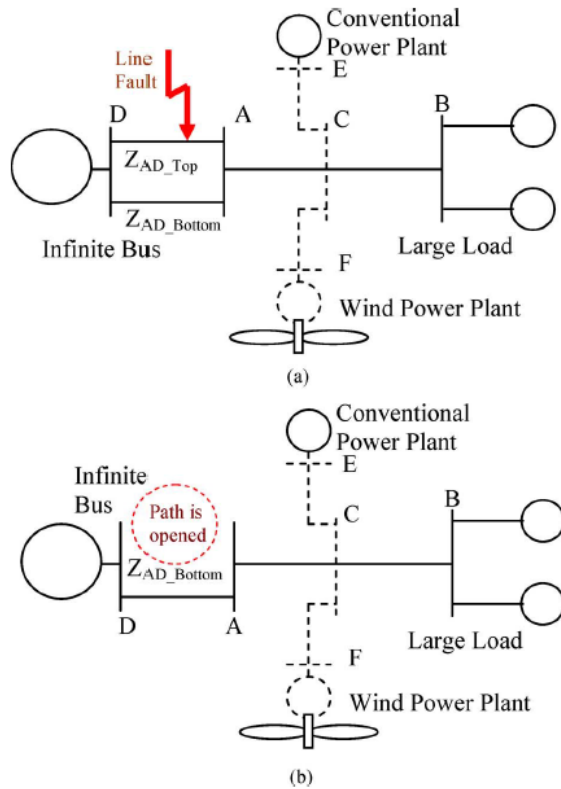 Conventional
Power Plant
Line
Fault
E
D
A
C
B
Z_AD_Top
Z_AD_Bottom
Infinite Bus
Large Load
F
Wind Power Plant
(a)
Conventional
Power Plant
Infinite
Bus
E
Path is
opened
C
B
Z_AD_Bottom
D
A
Large Load
F
Wind Power Plant
(b)